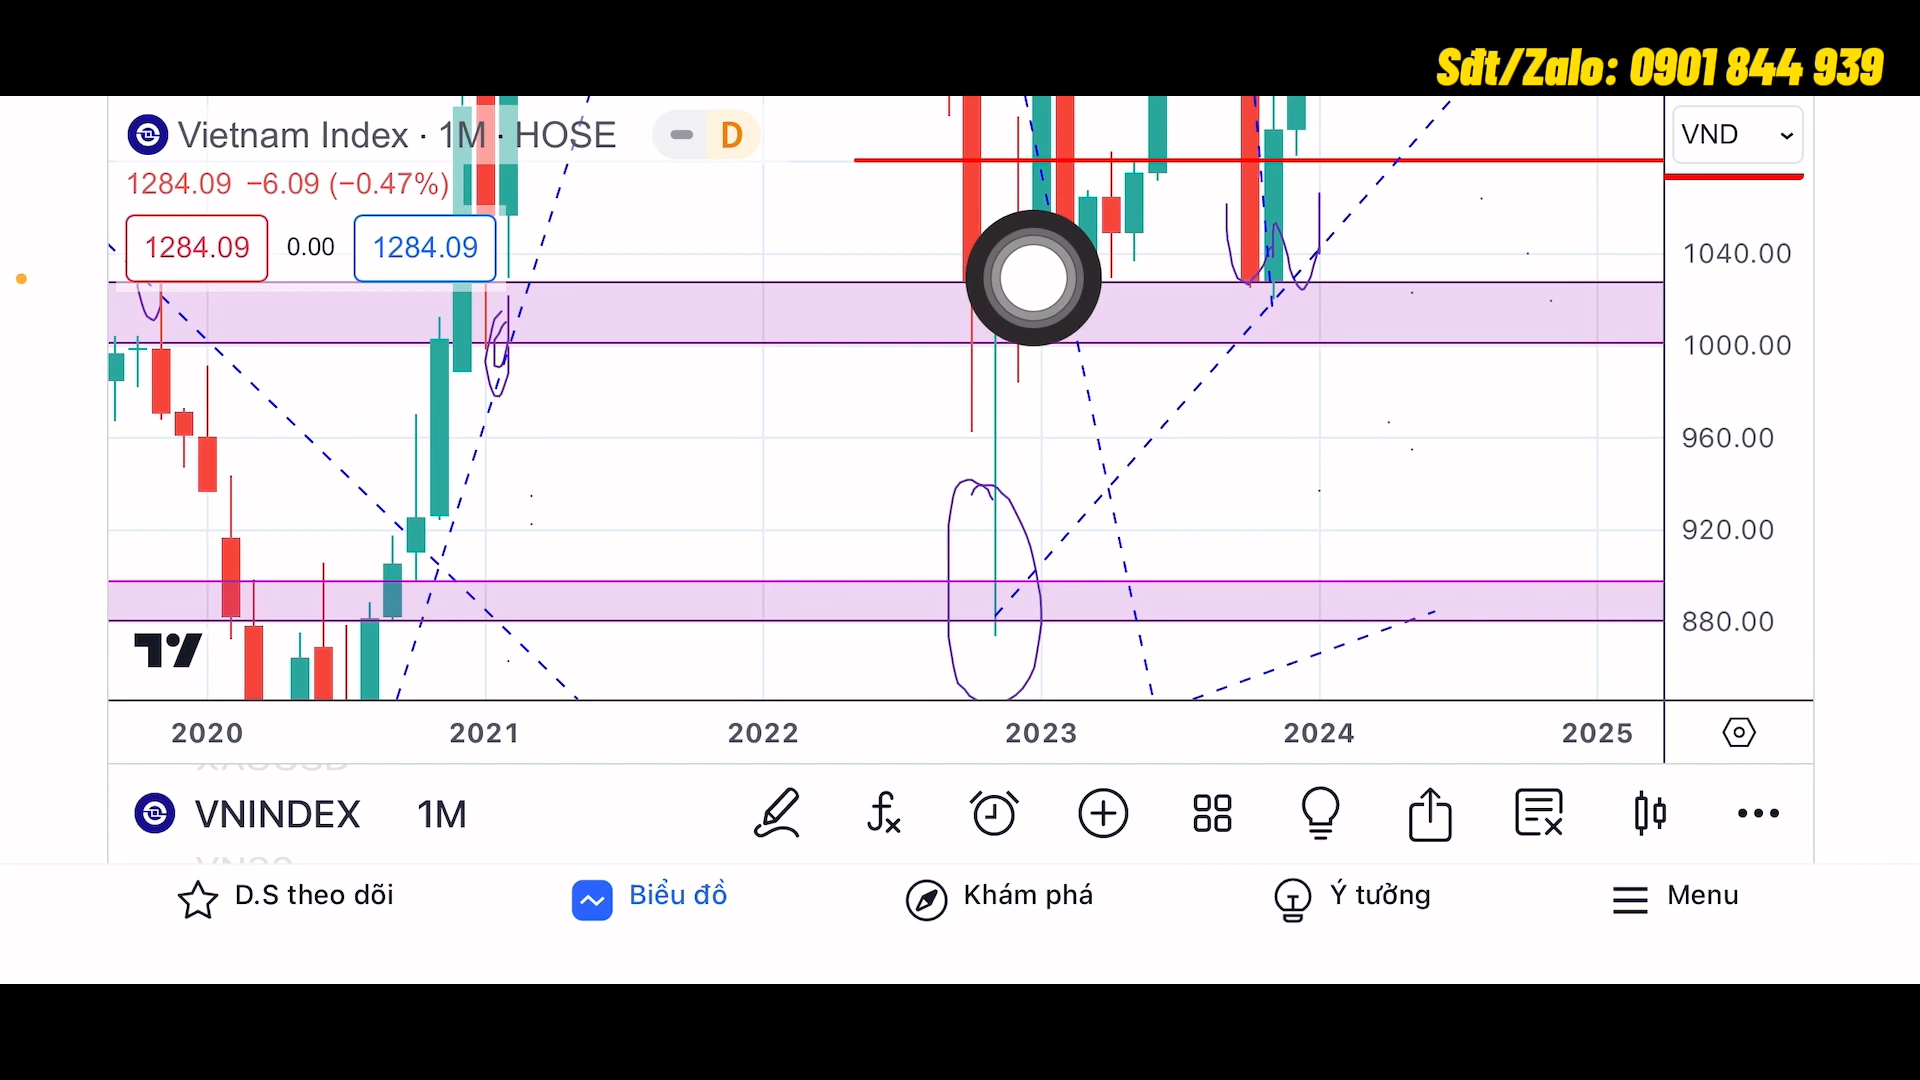 Sđt/Zalo: 0901 844 939
Vietnam Index · 1M · HOSE
D
VND
1284.09 −6.09 (−0.47%)
1284.09 0.00 1284.09
1040.00
1000.00
960.00
920.00
880.00
2020 2021 2022 2023 2024 2025
VNINDEX 1M
D.S theo dõi Biểu đồ Khám phá Ý tưởng Menu